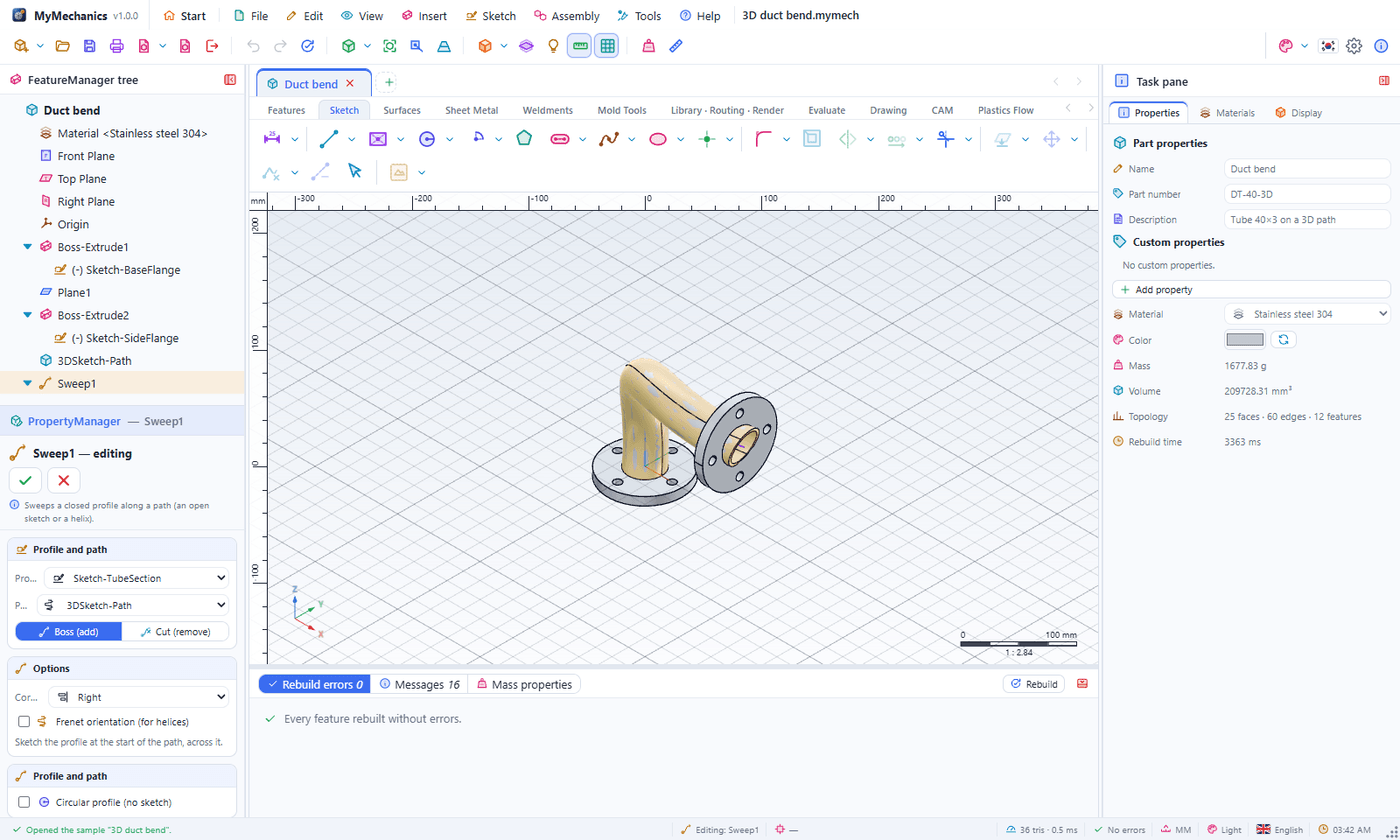 MyMechanics v1.0.0 Start File Edit View Insert Sketch Assembly Tools Help 3D duct bend.mymech
FeatureManager tree
Duct bend
Material <Stainless steel 304>
Front Plane
Top Plane
Right Plane
Origin
Boss-Extrude1
(-) Sketch-BaseFlange
Plane1
Boss-Extrude2
(-) Sketch-SideFlange
3DSketch-Path
Sweep1
PropertyManager — Sweep1
Sweep1 — editing
Sweeps a closed profile along a path (an open
sketch or a helix).
Profile and path
Pro... Sketch-TubeSection
P... 3DSketch-Path
Boss (add) Cut (remove)
Options
Cor... Right
Frenet orientation (for helices)
Sketch the profile at the start of the path, across it.
Profile and path
Circular profile (no sketch)
Duct bend
Features Sketch Surfaces Sheet Metal Weldments Mold Tools Library · Routing · Render Evaluate Drawing CAM Plastics Flow
25
mm -300 -200 -100 0 100 200 300
200
100
0
-100
Z
Y
X
0 100 mm
1 : 2.84
Rebuild errors 0 Messages 16 Mass properties Rebuild
Every feature rebuilt without errors.
Task pane
Properties Materials Display
Part properties
Name Duct bend
Part number DT-40-3D
Description Tube 40×3 on a 3D path
Custom properties
No custom properties.
Add property
Material Stainless steel 304
Color
Mass 1677.83 g
Volume 209728.31 mm³
Topology 25 faces · 60 edges · 12 features
Rebuild time 3363 ms
Opened the sample "3D duct bend". Editing: Sweep1 — 36 tris · 0.5 ms No errors MM Light English 03:42 AM